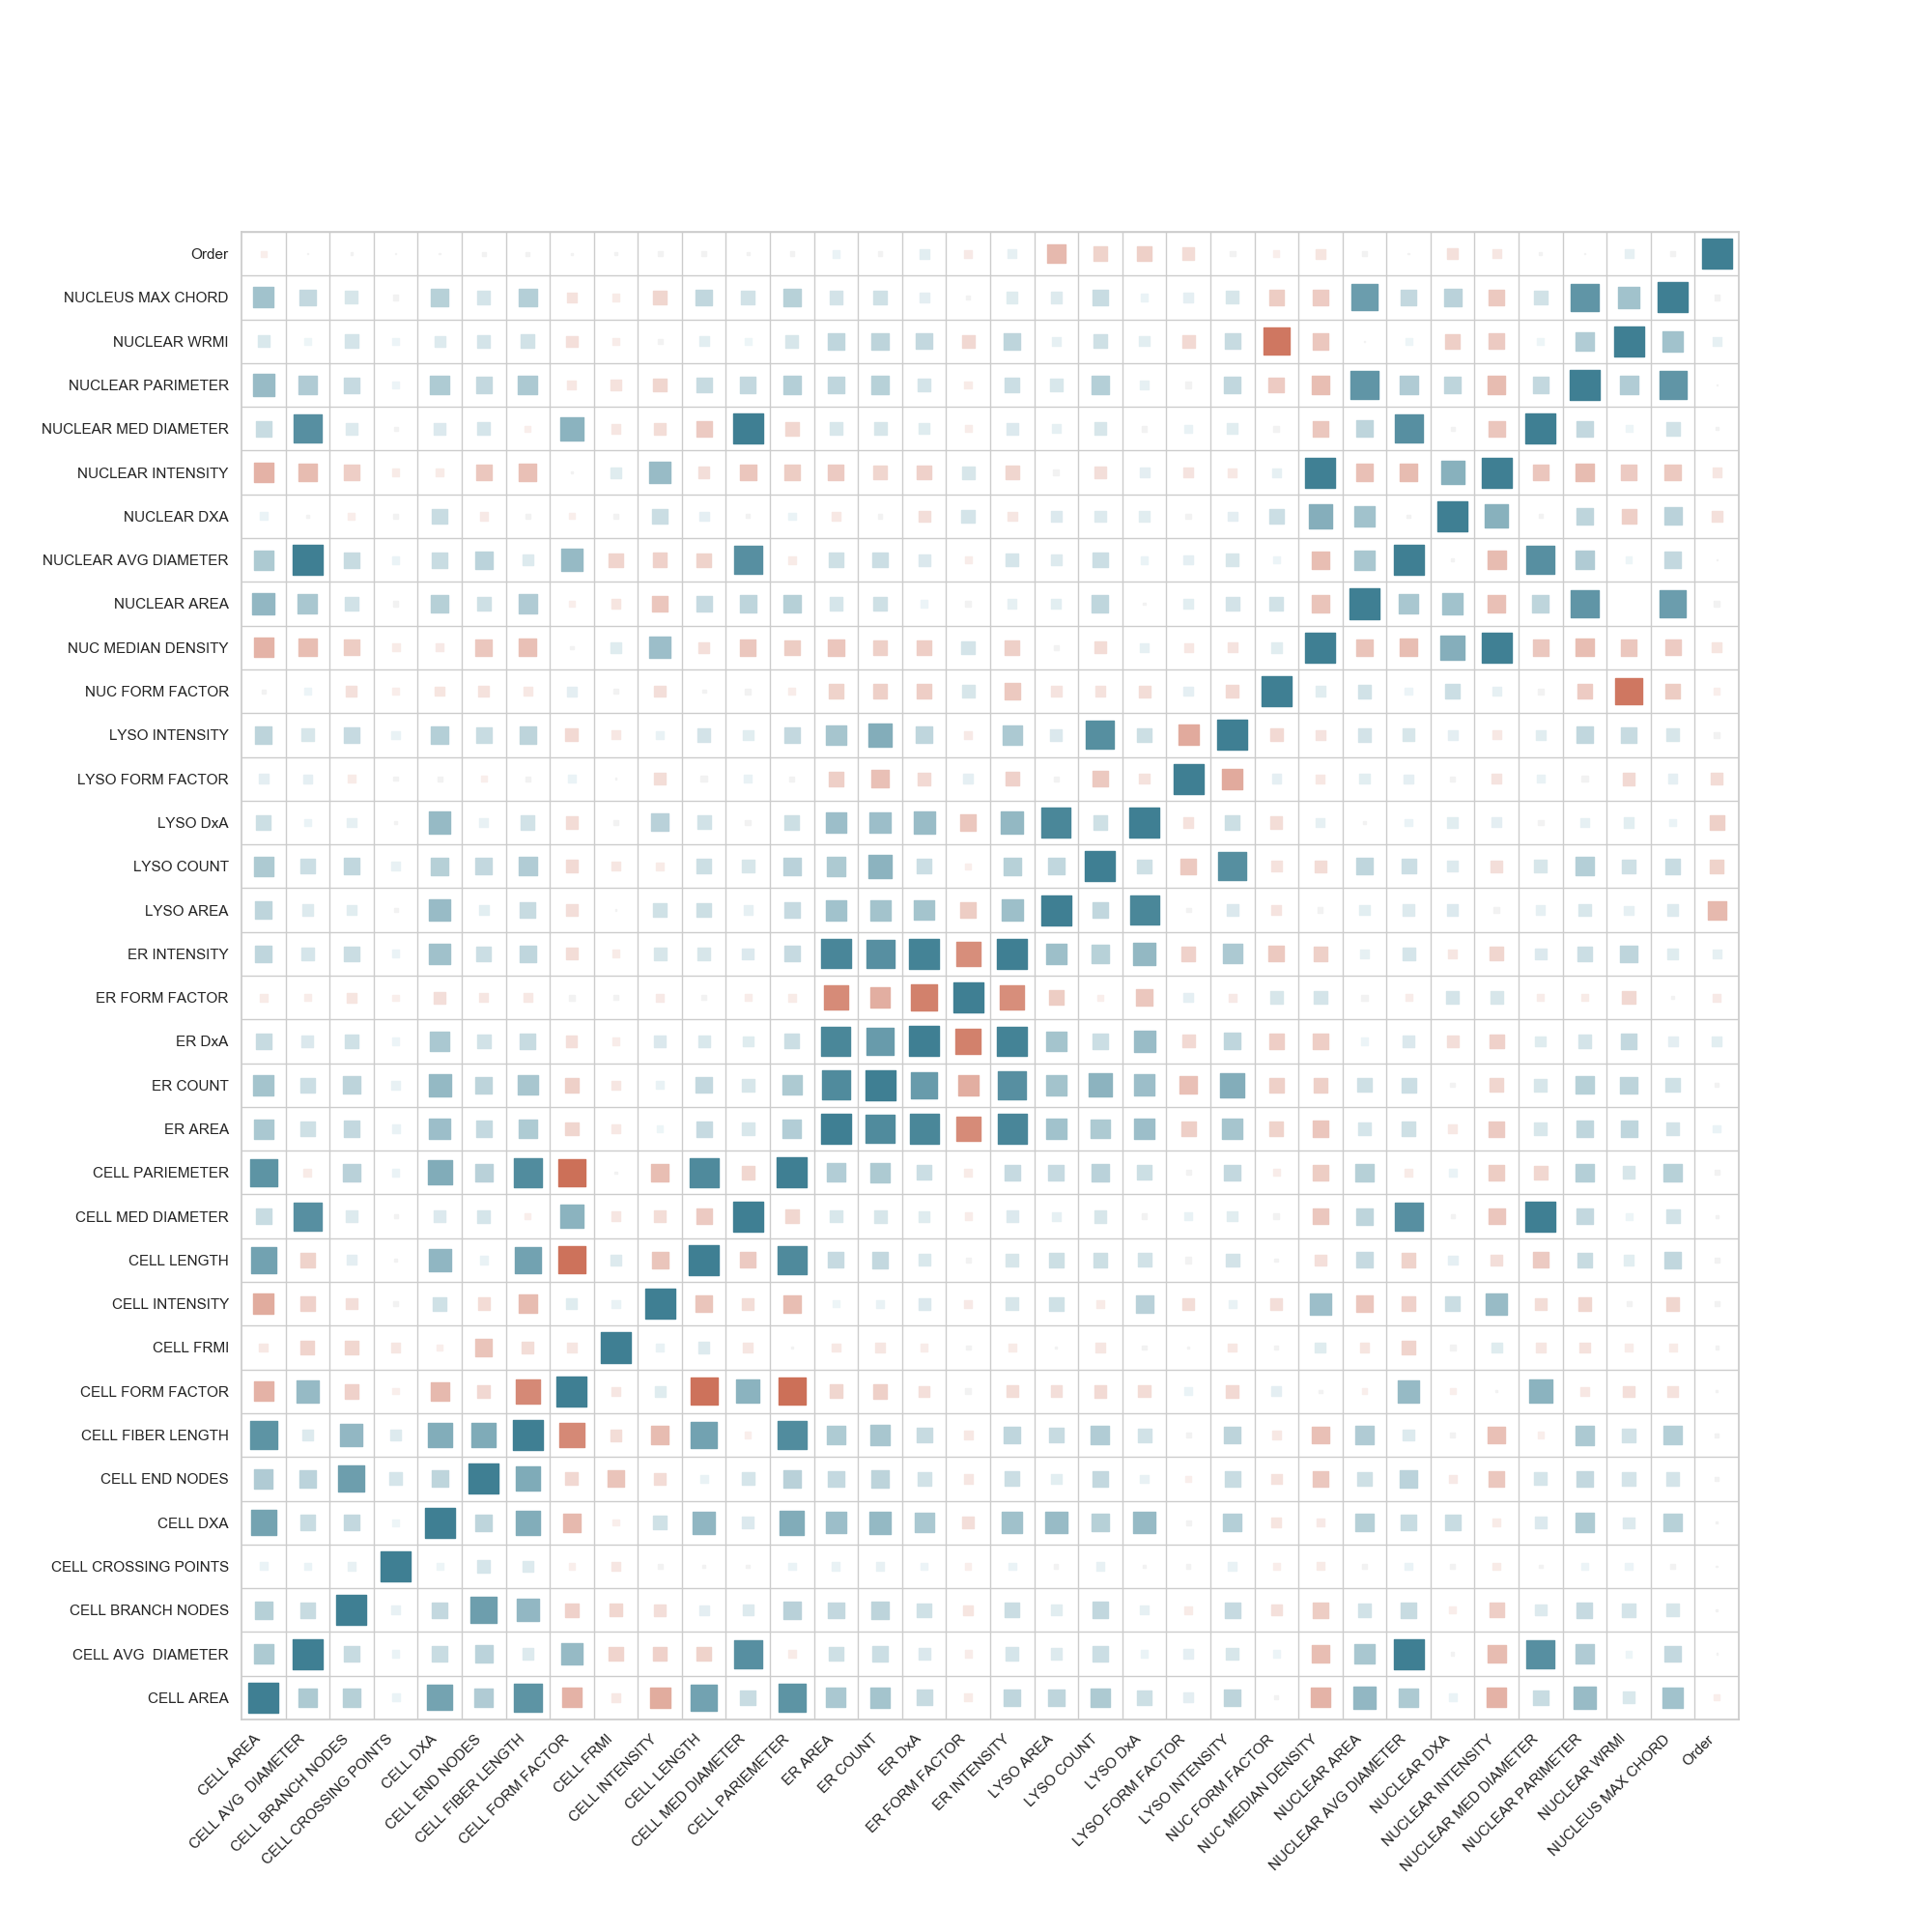 Order
NUCLEUS MAX CHORD
NUCLEAR WRMI
NUCLEAR PARIMETER
NUCLEAR MED DIAMETER
NUCLEAR INTENSITY
NUCLEAR DXA
NUCLEAR AVG DIAMETER
NUCLEAR AREA
NUC MEDIAN DENSITY
NUC FORM FACTOR
LYSO INTENSITY
LYSO FORM FACTOR
LYSO DxA
LYSO COUNT
LYSO AREA
ER INTENSITY
ER FORM FACTOR
ER DxA
ER COUNT
ER AREA
CELL PARIEMETER
CELL MED DIAMETER
CELL LENGTH
CELL INTENSITY
CELL FRMI
CELL FORM FACTOR
CELL FIBER LENGTH
CELL END NODES
CELL DXA
CELL CROSSING POINTS
CELL BRANCH NODES
CELL AVG  DIAMETER
CELL AREA
CELL AREA
CELL AVG  DIAMETER
CELL BRANCH NODES
CELL CROSSING POINTS
CELL DXA
CELL END NODES
CELL FIBER LENGTH
CELL FORM FACTOR
CELL FRMI
CELL INTENSITY
CELL LENGTH
CELL MED DIAMETER
CELL PARIEMETER
ER AREA
ER COUNT
ER DxA
ER FORM FACTOR
ER INTENSITY
LYSO AREA
LYSO COUNT
LYSO DxA
LYSO FORM FACTOR
LYSO INTENSITY
NUC FORM FACTOR
NUC MEDIAN DENSITY
NUCLEAR AREA
NUCLEAR AVG DIAMETER
NUCLEAR DXA
NUCLEAR INTENSITY
NUCLEAR MED DIAMETER
NUCLEAR PARIMETER
NUCLEAR WRMI
NUCLEUS MAX CHORD
Order